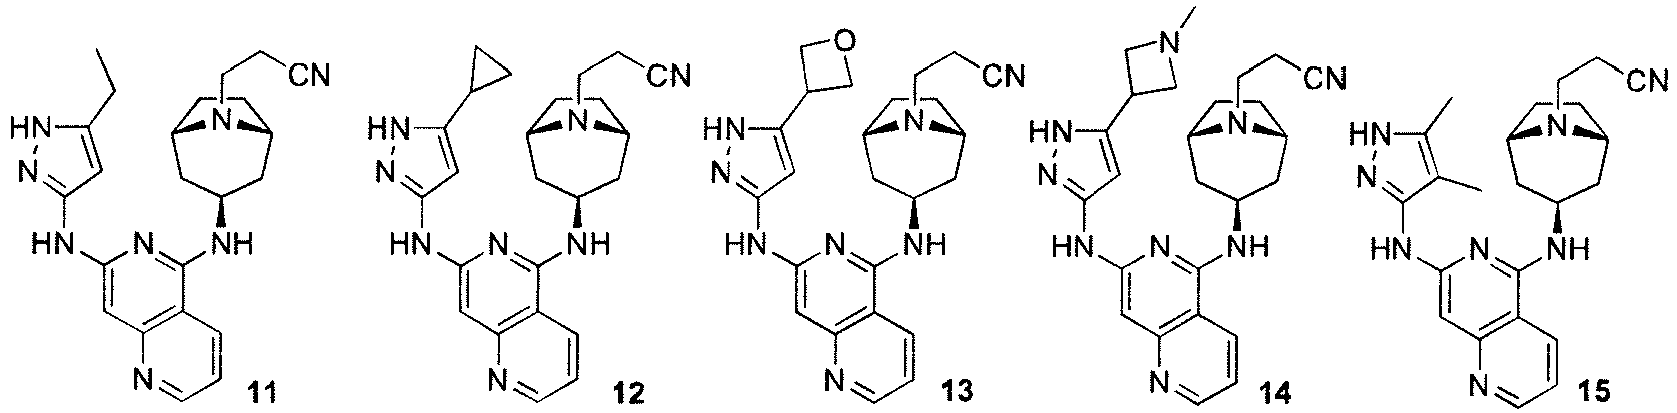 CN CN O CN N CN CN
HN N HN N HN N HN N HN N
N N N N N
HN N NH HN N NH HN N NH HN N NH HN N NH
N 11 N 12 N 13 N 14 N 15